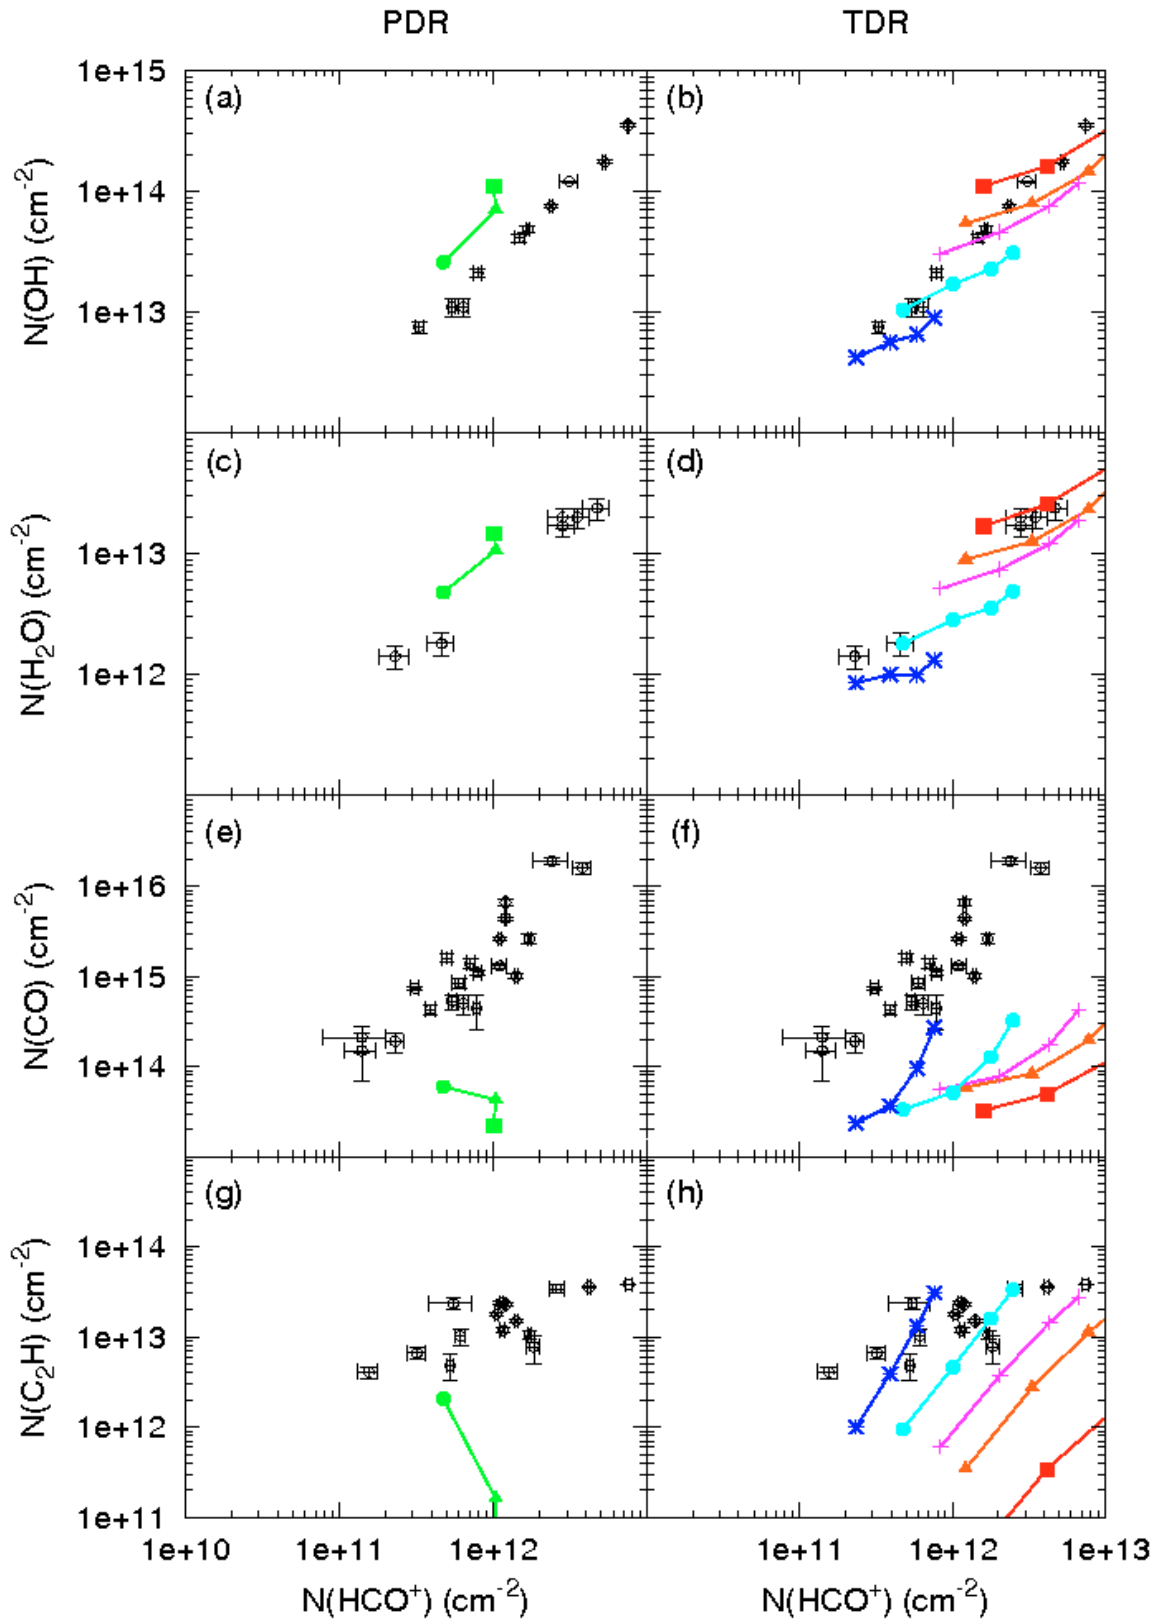 PDR TDR
1e+15
(a) (b)
1e+14
1e+13
N(OH) (cm-2)
(c) (d)
1e+13
1e+12
N(H2O) (cm-2)
(e) (f)
1e+16
1e+15
1e+14
N(CO) (cm-2)
(g) (h)
1e+14
1e+13
1e+12
1e+11
N(C2H) (cm-2)
1e+10 1e+11 1e+12 1e+11 1e+12 1e+13
N(HCO+) (cm-2) N(HCO+) (cm-2)